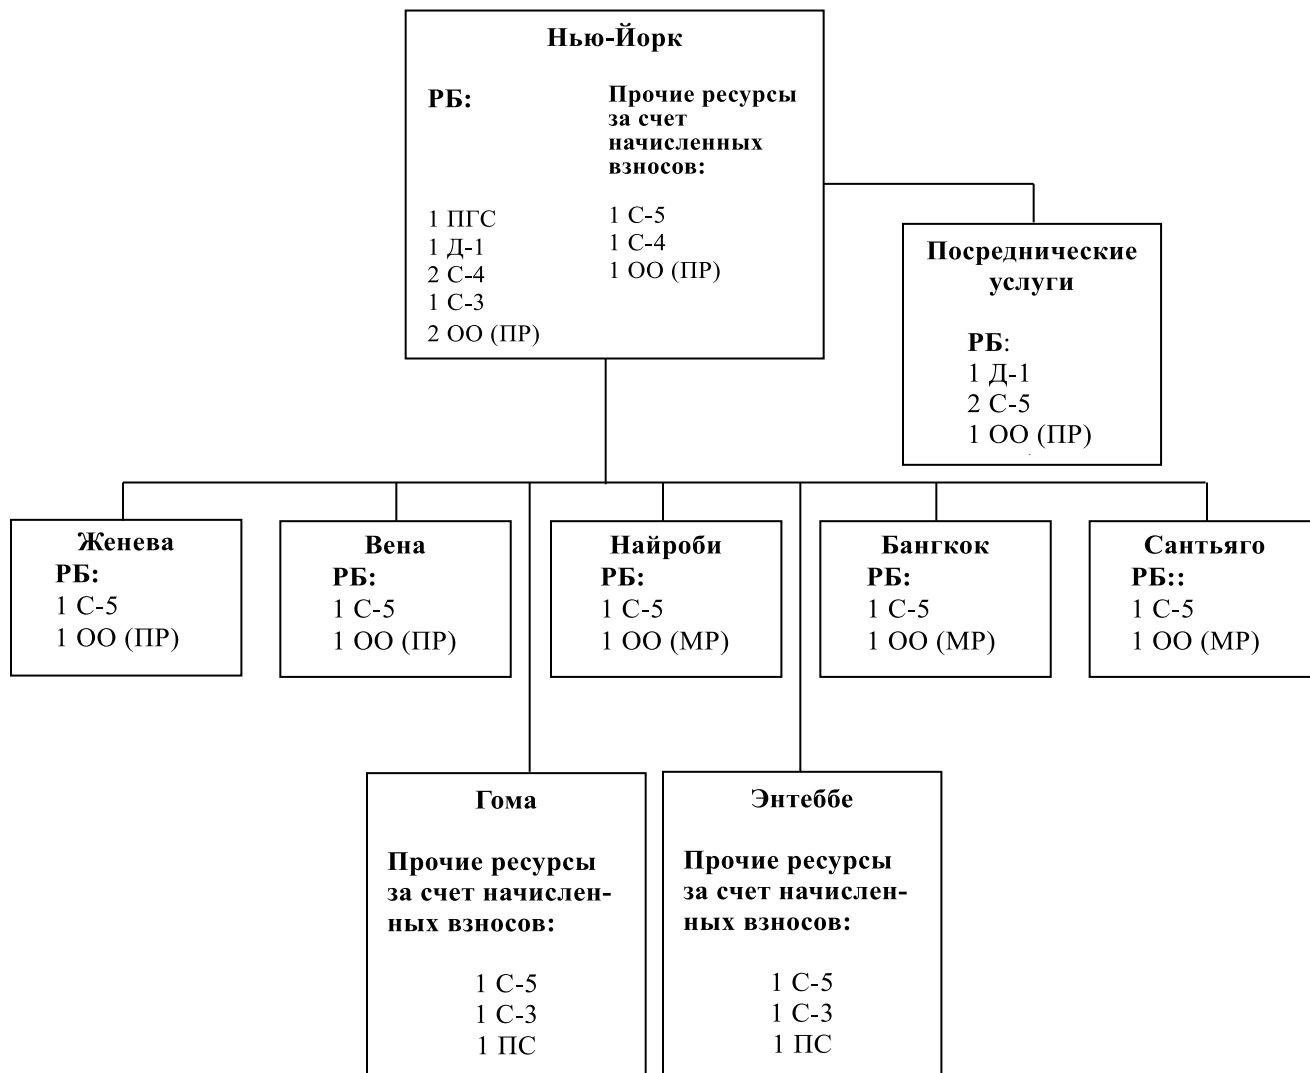 Нью-Йорк
РБ:
1 ПГС
1 Д-1
2 С-4
1 С-3
2 ОО (ПР)
Прочие ресурсы
за счет
начисленных
взносов:
1 С-5
1 С-4
1 ОО (ПР)
Посреднические
услуги
РБ:
1 Д-1
2 С-5
1 ОО (ПР)
Женева
РБ:
1 С-5
1 ОО (ПР)
Вена
РБ:
1 С-5
1 ОО (ПР)
Найроби
РБ:
1 С-5
1 ОО (МР)
Бангкок
РБ:
1 С-5
1 ОО (МР)
Сантьяго
РБ::
1 С-5
1 ОО (МР)
Гома
Прочие ресурсы
за счет начислен-
ных взносов:
1 С-5
1 С-3
1 ПС
Энтеббе
Прочие ресурсы
за счет начислен-
ных взносов:
1 С-5
1 С-3
1 ПС